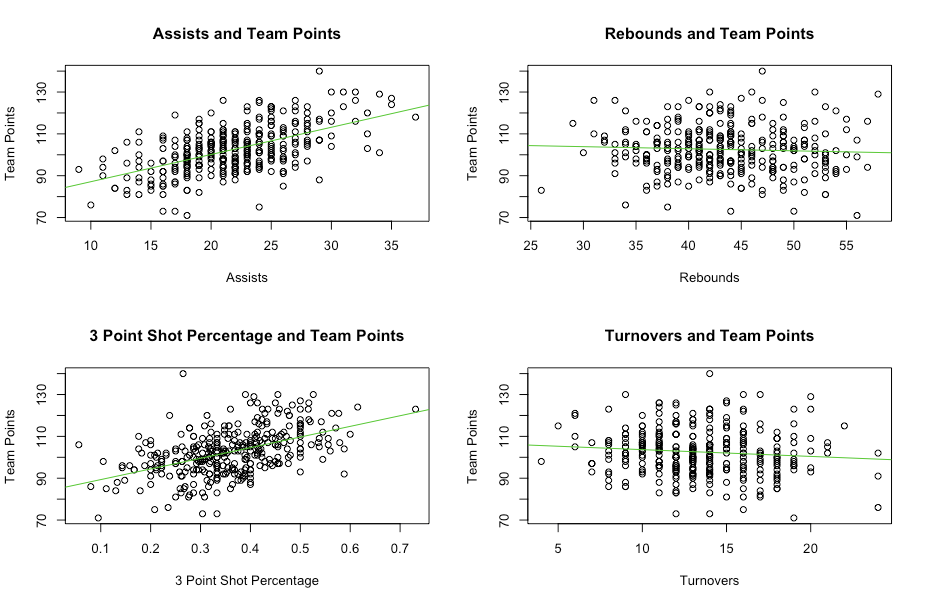 Assists and Team Points
Team Points
70 90 110 130
10 15 20 25 30 35
Assists
Rebounds and Team Points
Team Points
70 90 110 130
25 30 35 40 45 50 55
Rebounds
3 Point Shot Percentage and Team Points
Team Points
70 90 110 130
0.1 0.2 0.3 0.4 0.5 0.6 0.7
3 Point Shot Percentage
Turnovers and Team Points
Team Points
70 90 110 130
5 10 15 20
Turnovers